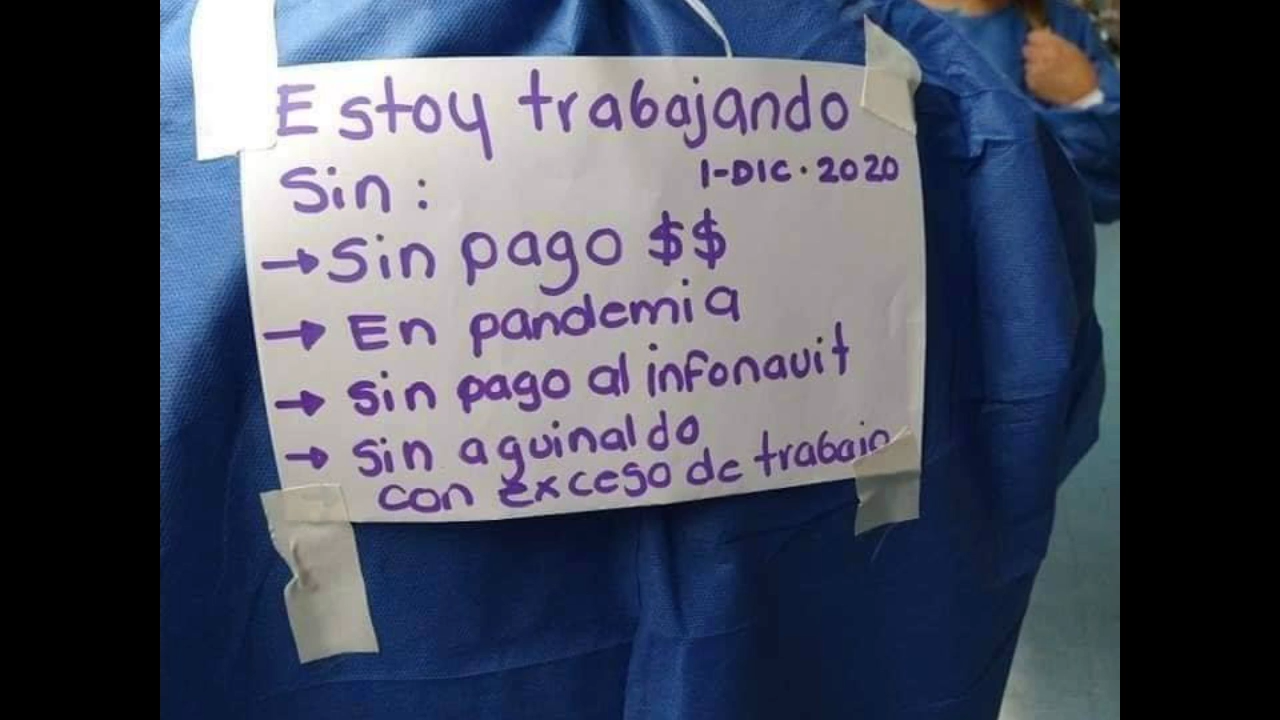 Estoy trabajando
Sin :
1-DIC·2020
→ Sin pago $$
→ En pandemia
→ Sin pago al infonavit
→ Sin aguinaldo
con exceso de trabajo